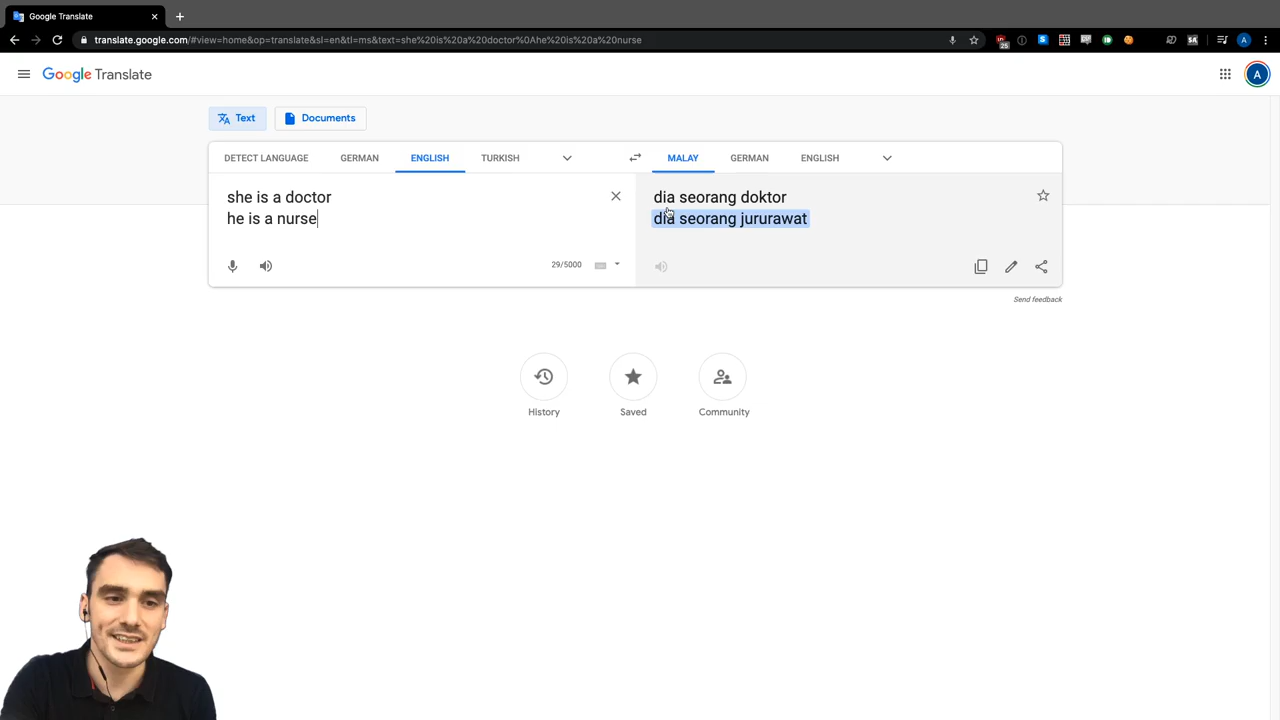 Google Translate
translate.google.com/#view=home&op=translate&sl=en&tl=ms&text=she%20is%20a%20doctor%0Ahe%20is%20a%20nurse
25
A
Google Translate
A
Text
Documents
DETECT LANGUAGE
GERMAN
ENGLISH
TURKISH
MALAY
GERMAN
ENGLISH
she is a doctor
he is a nurse
dia seorang doktor
dia seorang jururawat
29/5000
Send feedback
History
Saved
Community